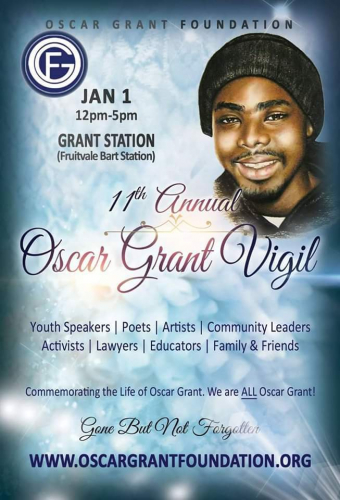 OSCAR GRANT FOUNDATION
OGF
JAN 1
12pm-5pm
GRANT STATION
(Fruitvale Bart Station)
11th Annual
Oscar Grant Vigil
Youth Speakers | Poets | Artists | Community Leaders
Activists | Lawyers | Educators | Family & Friends
Commemorating the Life of Oscar Grant. We are ALL Oscar Grant!
Gone But Not Forgotten
WWW.OSCARGRANTFOUNDATION.ORG